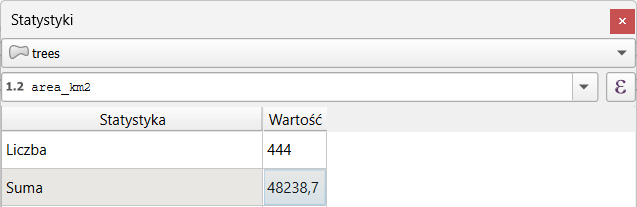 Statystyki
trees
1.2 area_km2 ε
Statystyka Wartość
Liczba 444
Suma 48238,7